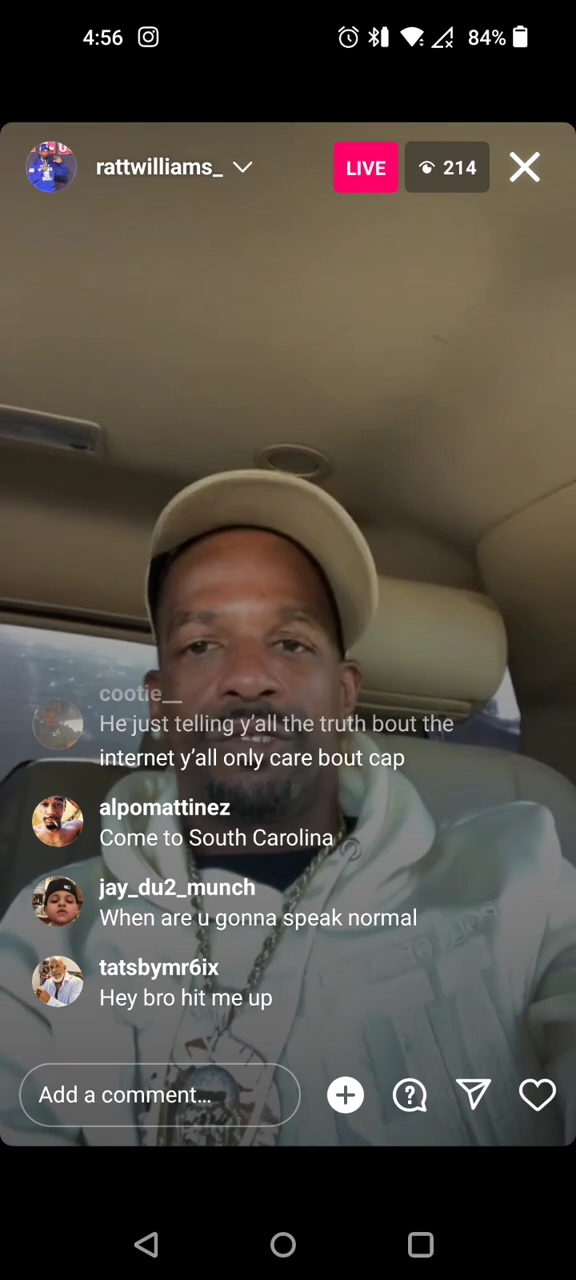 4:56
84%
rattwilliams_
LIVE
214
cootie__
He just telling y'all the truth bout the
internet y'all only care bout cap
alpomattinez
Come to South Carolina
jay_du2_munch
When are u gonna speak normal
tatsbymr6ix
Hey bro hit me up
Add a comment...